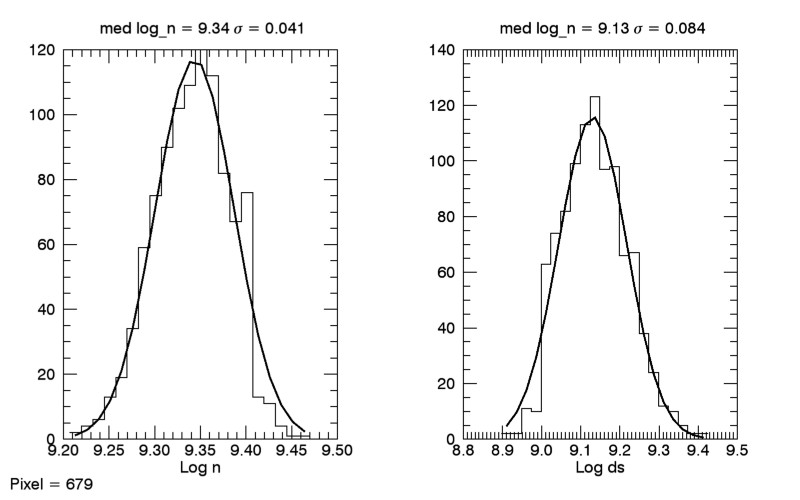 med log_n = 9.34 σ = 0.041
med log_n = 9.13 σ = 0.084
120
100
80
60
40
20
0
9.20 9.25 9.30 9.35 9.40 9.45 9.50
Log n
140
120
100
80
60
40
20
0
8.8 8.9 9.0 9.1 9.2 9.3 9.4 9.5
Log ds
Pixel = 679